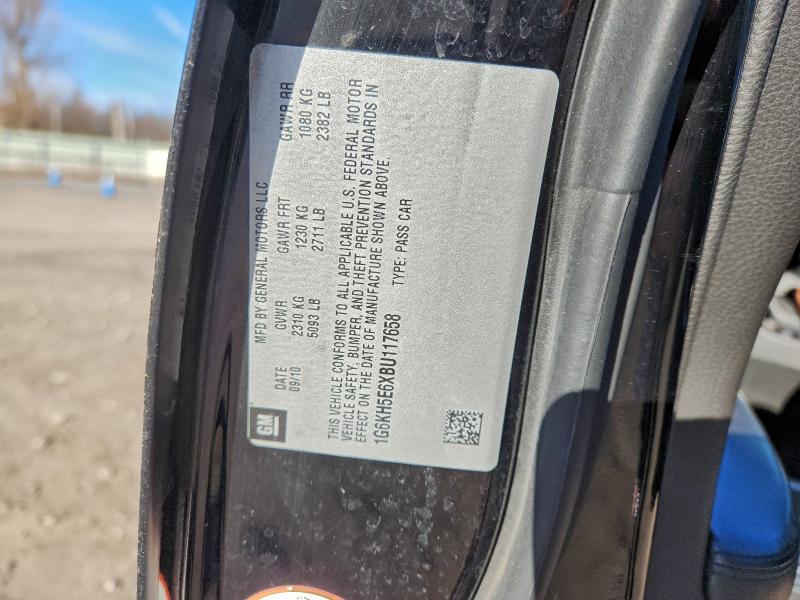 GM
MFD BY GENERAL MOTORS LLC
DATE GVWR GAWR FRT GAWR RR
09/10 2310 KG 1230 KG 1080 KG
5093 LB 2711 LB 2382 LB
THIS VEHICLE CONFORMS TO ALL APPLICABLE U.S. FEDERAL MOTOR
VEHICLE SAFETY, BUMPER, AND THEFT PREVENTION STANDARDS IN
EFFECT ON THE DATE OF MANUFACTURE SHOWN ABOVE.
1G6KH5E6XBU117658 TYPE: PASS CAR